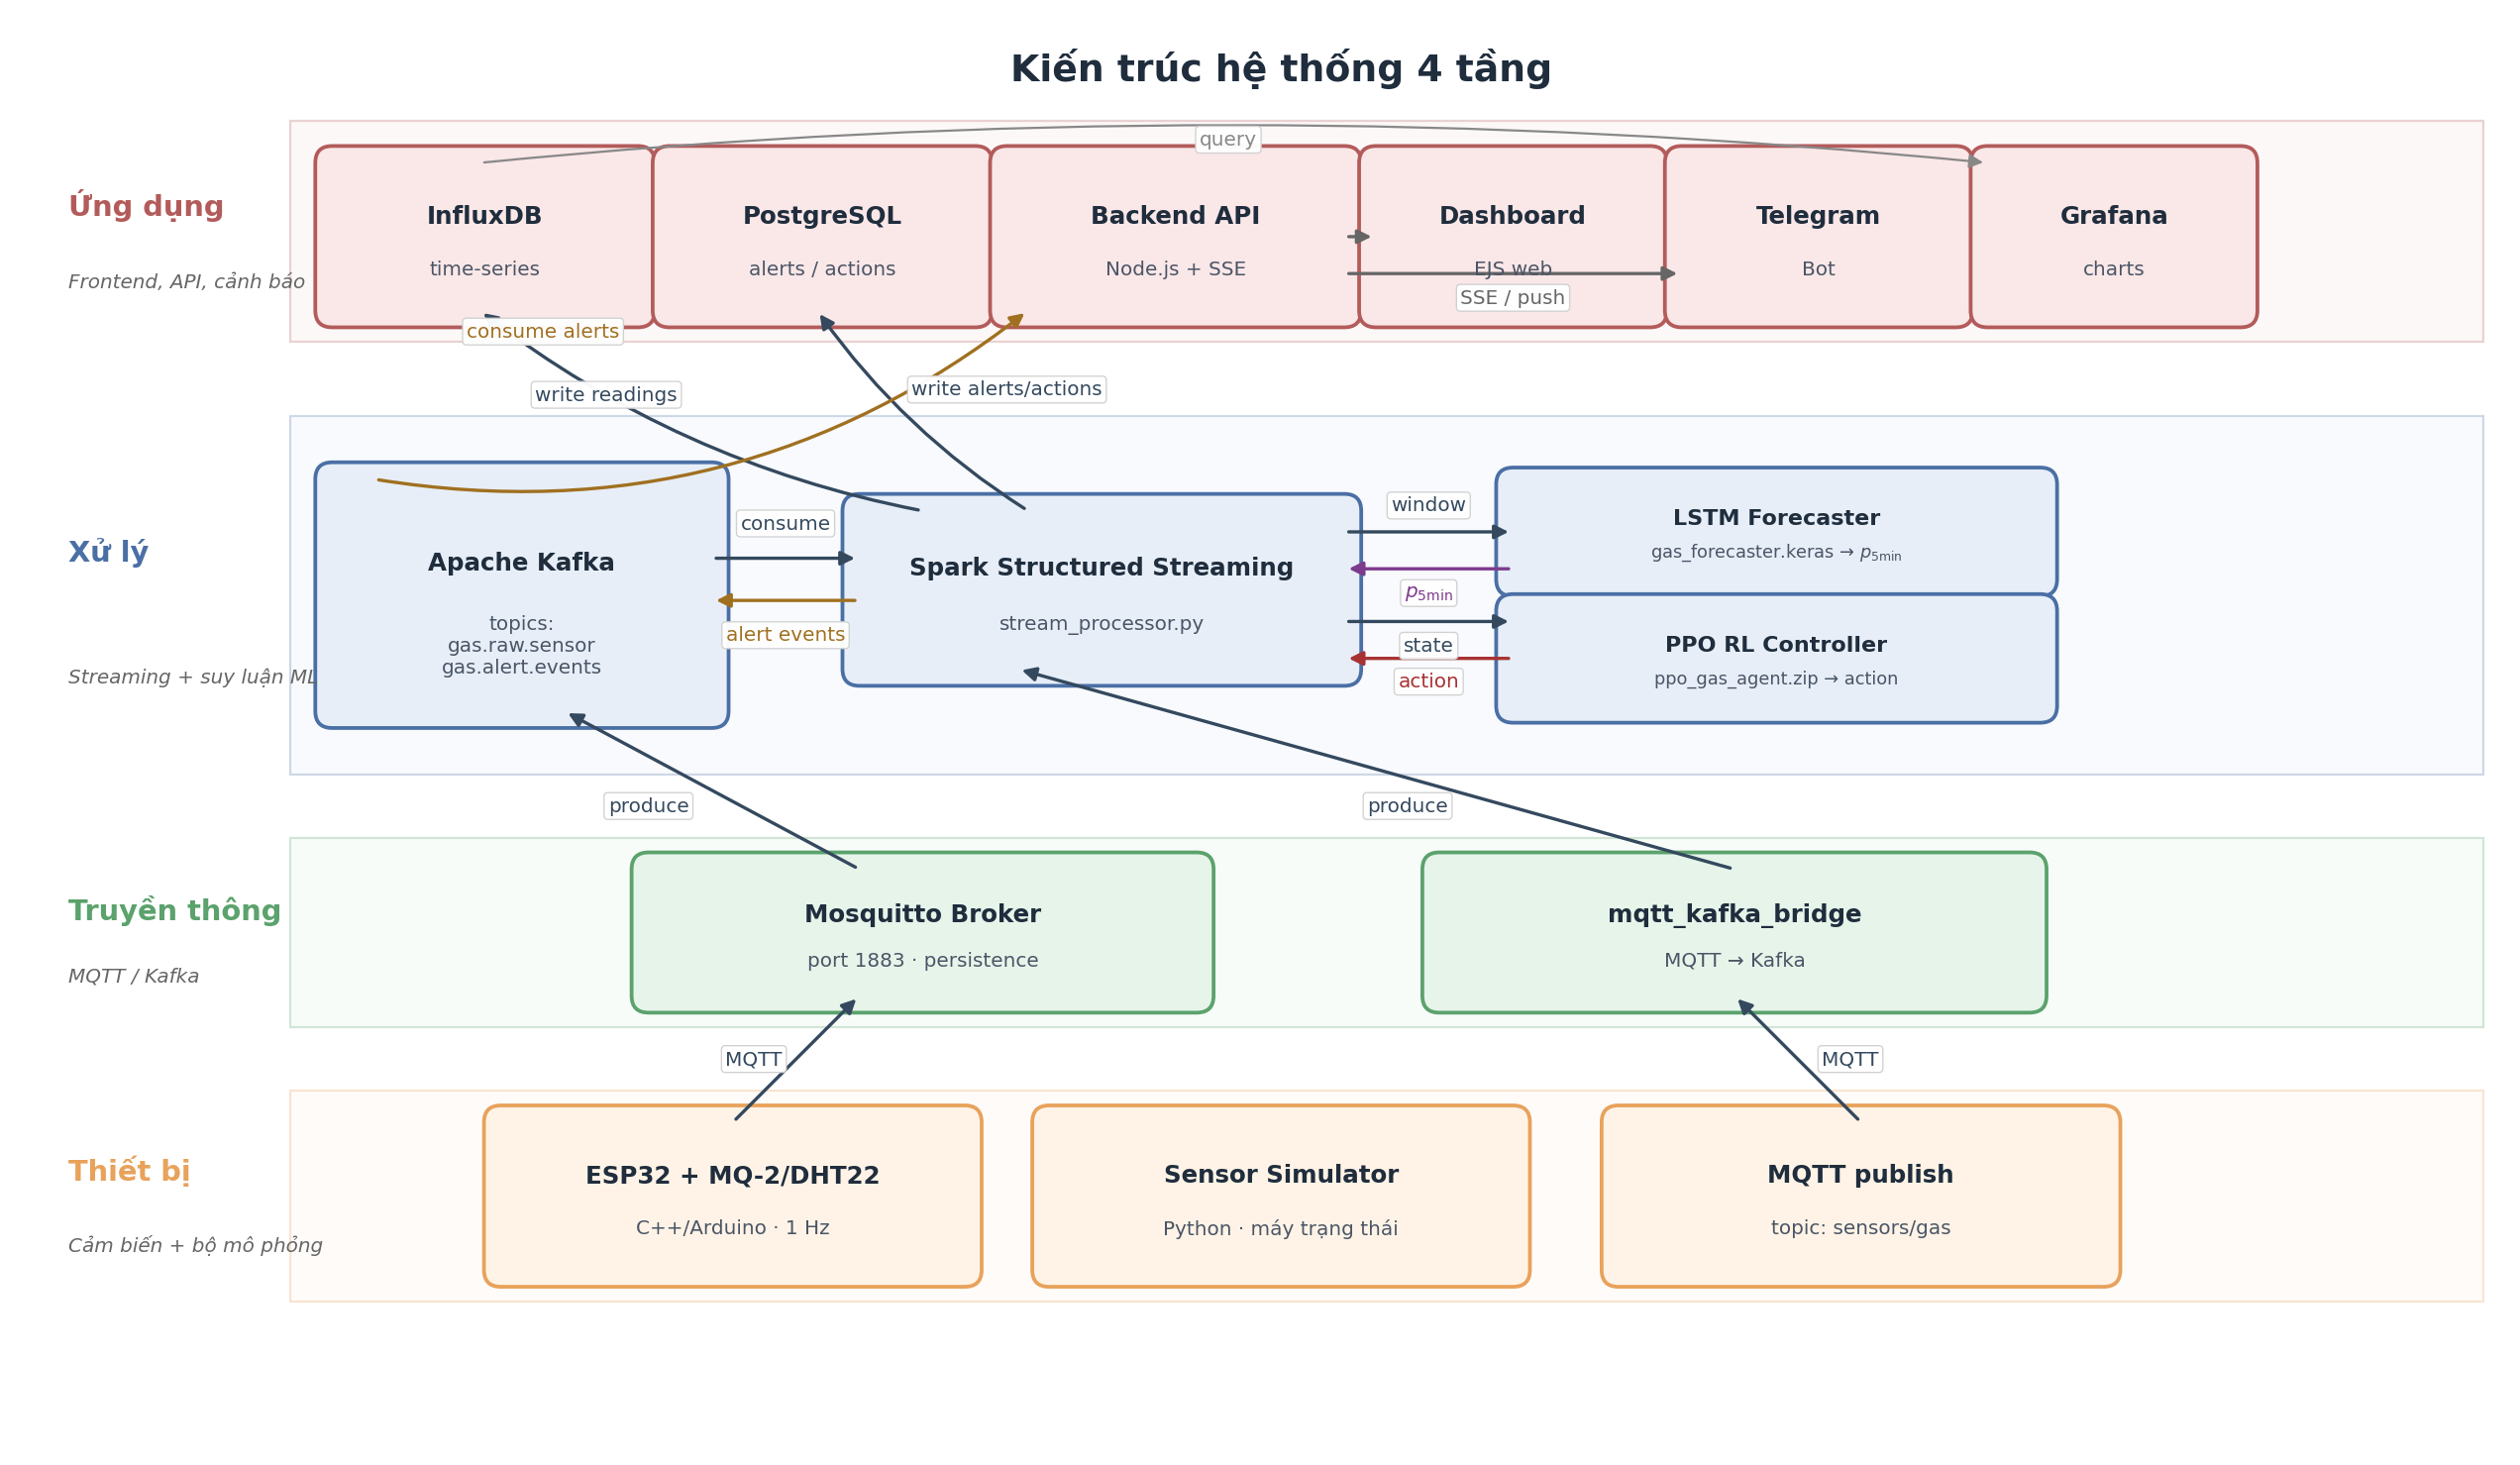 Kiến trúc hệ thống 4 tầng
query
Ứng dụng
Frontend, API, cảnh báo
InfluxDB
time-series
PostgreSQL
alerts / actions
Backend API
Node.js + SSE
Dashboard
EJS web
SSE / push
Telegram
Bot
Grafana
charts
consume alerts
write readings
write alerts/actions
Xử lý
Streaming + suy luận ML
Apache Kafka
topics:
gas.raw.sensor
gas.alert.events
consume
alert events
Spark Structured Streaming
stream_processor.py
window
p5min
state
action
LSTM Forecaster
gas_forecaster.keras → p5min
PPO RL Controller
ppo_gas_agent.zip → action
produce
produce
Truyền thông
MQTT / Kafka
Mosquitto Broker
port 1883 · persistence
mqtt_kafka_bridge
MQTT → Kafka
MQTT
MQTT
Thiết bị
Cảm biến + bộ mô phỏng
ESP32 + MQ-2/DHT22
C++/Arduino · 1 Hz
Sensor Simulator
Python · máy trạng thái
MQTT publish
topic: sensors/gas